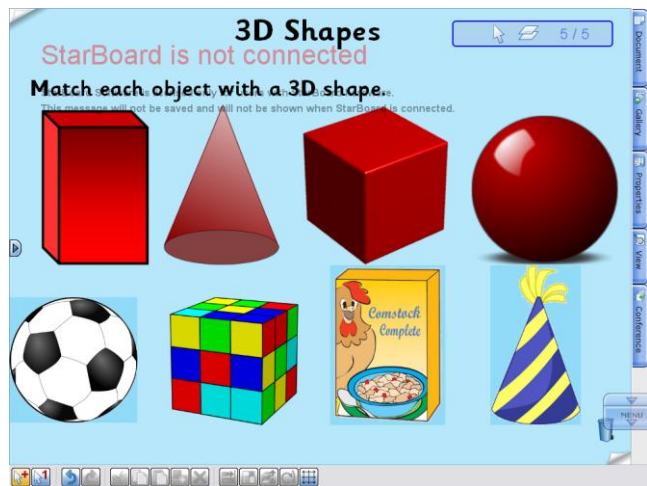 3D Shapes
5/5
StarBoard is not connected
Match each object with a 3D shape.
This message will not be saved and will not be shown when StarBoard is connected.
Document
Gallery
Properties
View
Conference
Comstock
Complete
MENU
1